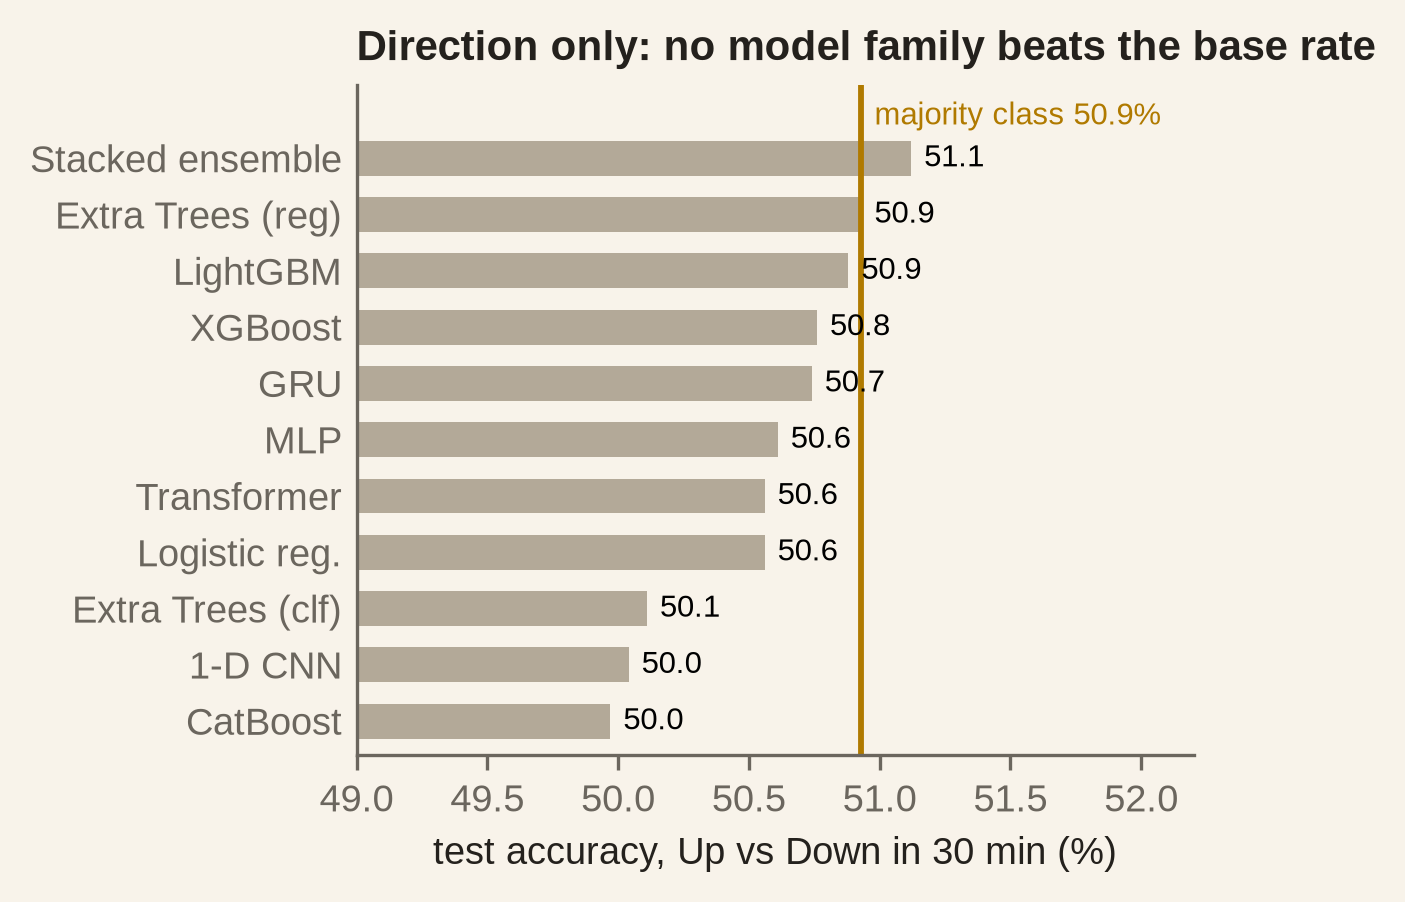 Direction only: no model family beats the base rate
majority class 50.9%
Stacked ensemble 51.1
Extra Trees (reg) 50.9
LightGBM 50.9
XGBoost 50.8
GRU 50.7
MLP 50.6
Transformer 50.6
Logistic reg. 50.6
Extra Trees (clf) 50.1
1-D CNN 50.0
CatBoost 50.0
49.0 49.5 50.0 50.5 51.0 51.5 52.0
test accuracy, Up vs Down in 30 min (%)